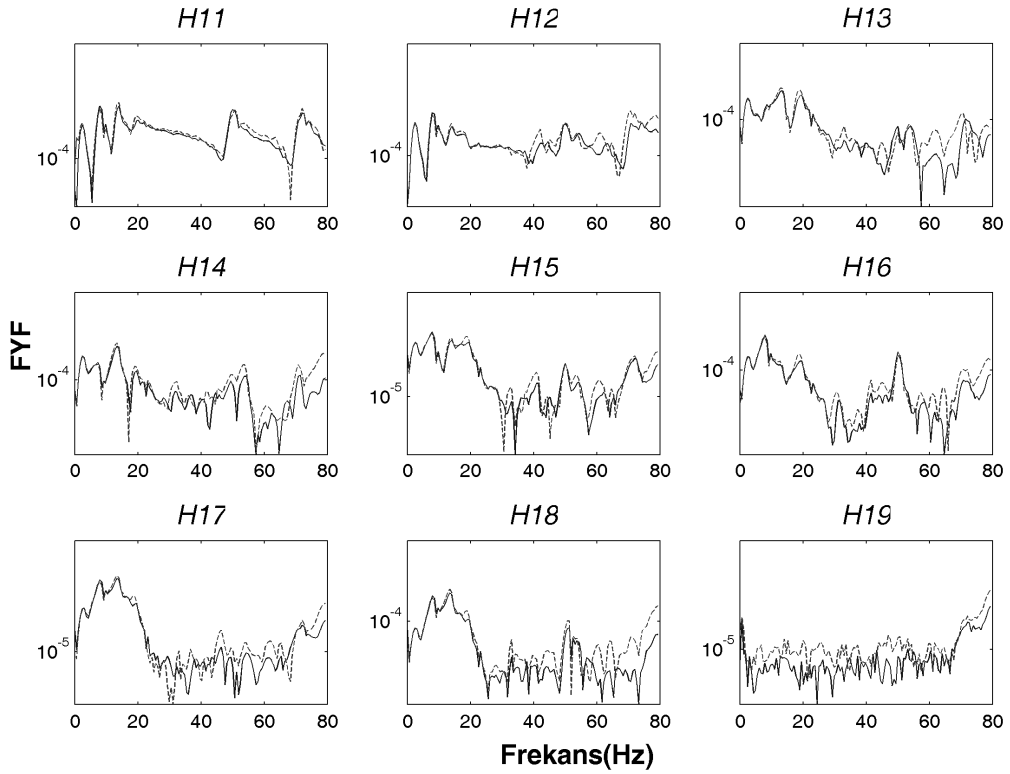 H11 H12 H13
10^-4 10^-4 10^-4
0 20 40 60 80 0 20 40 60 80 0 20 40 60 80
H14 H15 H16
FYF
10^-4 10^-5 10^-4
0 20 40 60 80 0 20 40 60 80 0 20 40 60 80
H17 H18 H19
10^-5 10^-4 10^-5
0 20 40 60 80 0 20 40 60 80 0 20 40 60 80
Frekans(Hz)